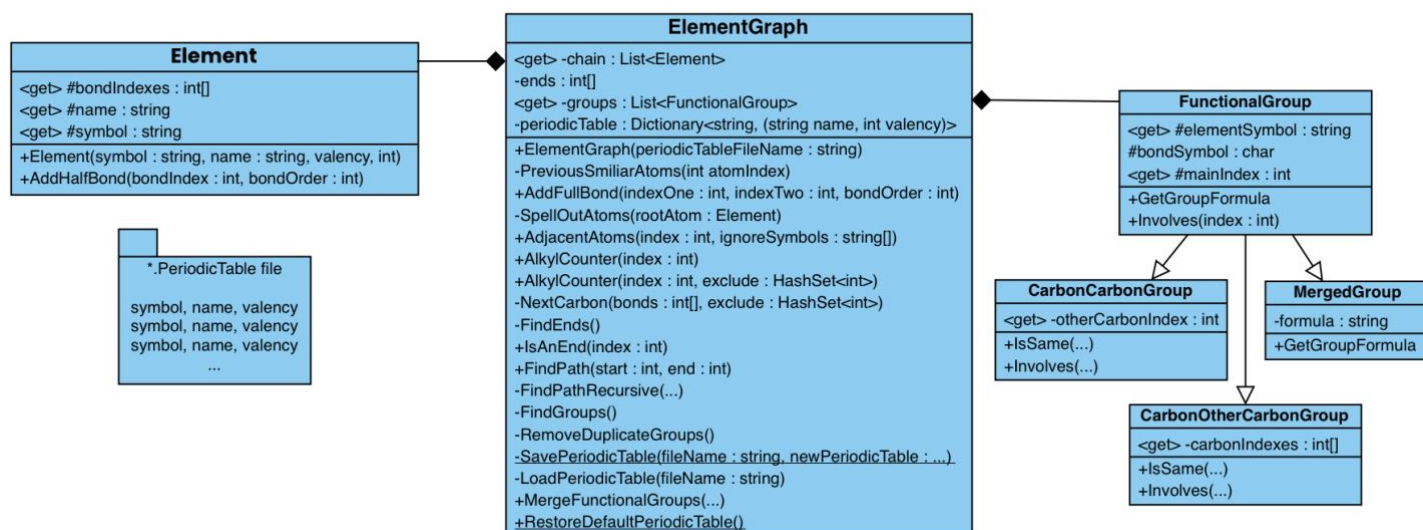 Element
<get> #bondIndexes : int[]
<get> #name : string
<get> #symbol : string
+Element(symbol : string, name : string, valency, int)
+AddHalfBond(bondIndex : int, bondOrder : int)
*.PeriodicTable file
symbol, name, valency
symbol, name, valency
symbol, name, valency
...
ElementGraph
<get> -chain : List<Element>
-ends : int[]
<get> -groups : List<FunctionalGroup>
-periodicTable : Dictionary<string, (string name, int valency)>
+ElementGraph(periodicTableFileName : string)
-PreviousSmiliarAtoms(int atomIndex)
+AddFullBond(indexOne : int, indexTwo : int, bondOrder : int)
-SpellOutAtoms(rootAtom : Element)
+AdjacentAtoms(index : int, ignoreSymbols : string[])
+AlkylCounter(index : int)
+AlkylCounter(index : int, exclude : HashSet<int>)
-NextCarbon(bonds : int[], exclude : HashSet<int>)
-FindEnds()
+IsAnEnd(index : int)
+FindPath(start : int, end : int)
-FindPathRecursive(...)
-FindGroups()
-RemoveDuplicateGroups()
-SavePeriodicTable(fileName : string, newPeriodicTable : ...)
-LoadPeriodicTable(fileName : string)
+MergeFunctionalGroups(...)
+RestoreDefaultPeriodicTable()
FunctionalGroup
<get> #elementSymbol : string
#bondSymbol : char
<get> #mainIndex : int
+GetGroupFormula
+Involves(index : int)
CarbonCarbonGroup
<get> -otherCarbonIndex : int
+IsSame(...)
+Involves(...)
MergedGroup
-formula : string
+GetGroupFormula
CarbonOtherCarbonGroup
<get> -carbonIndexes : int[]
+IsSame(...)
+Involves(...)